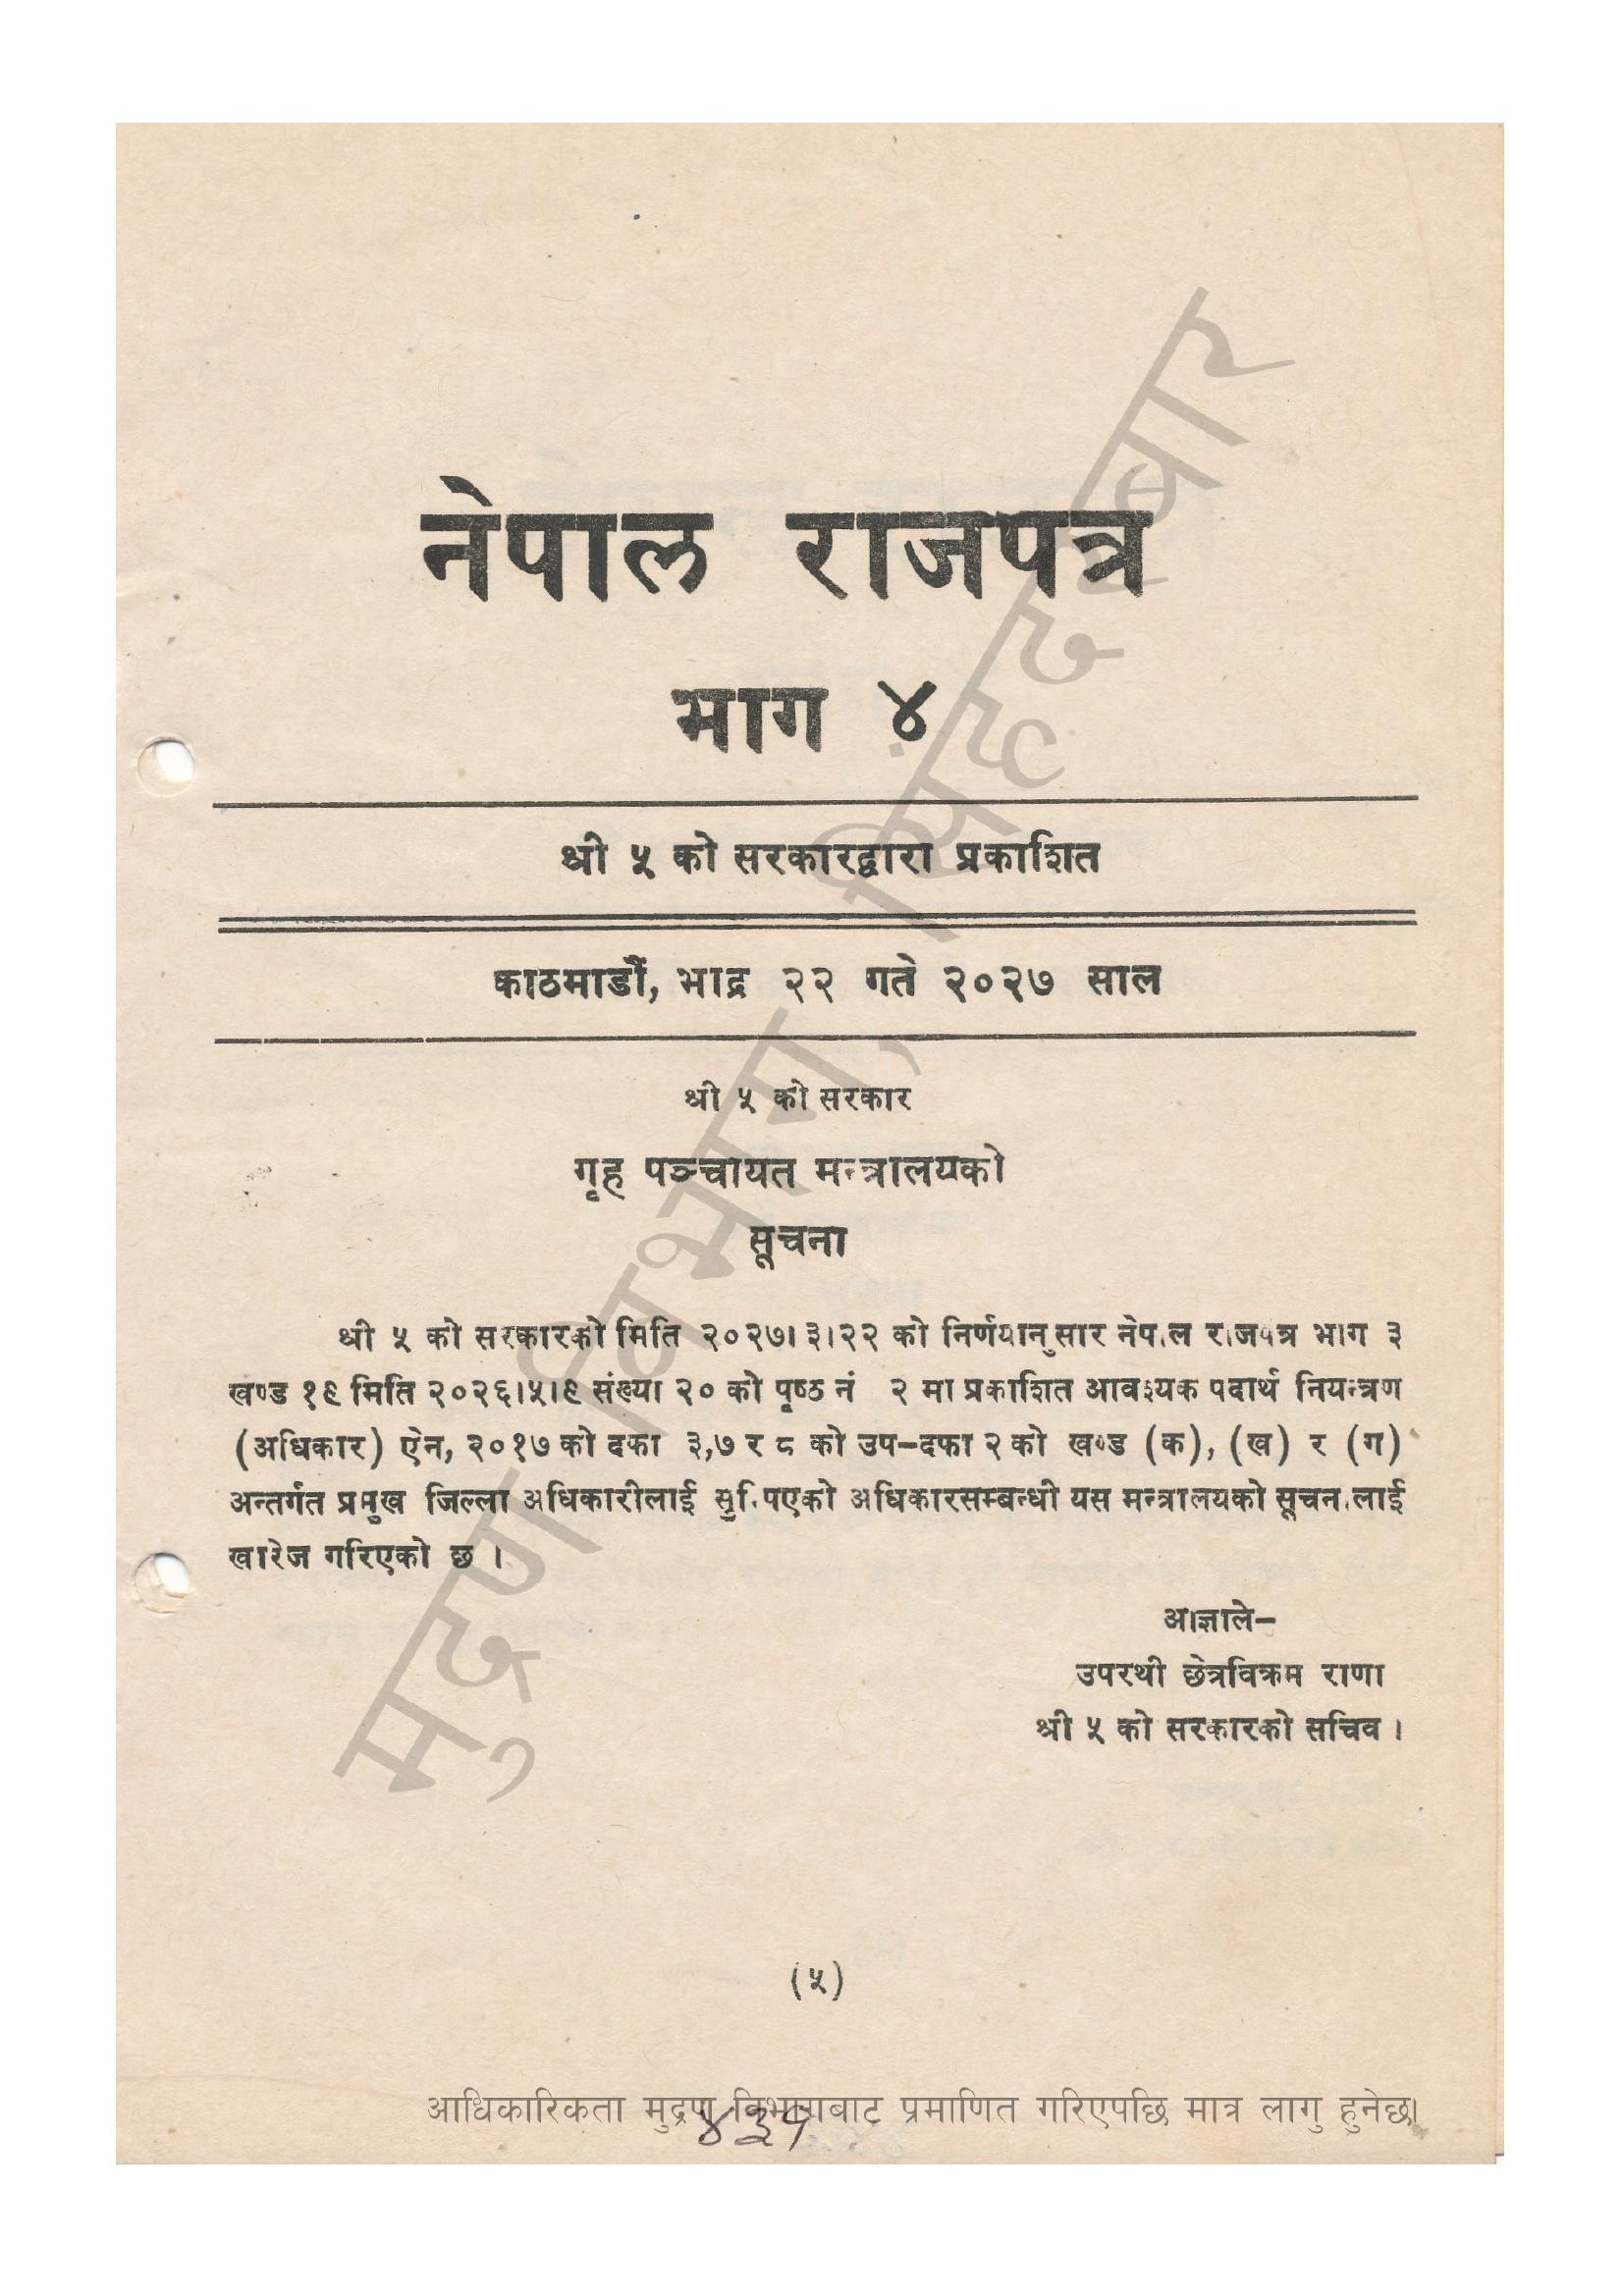 नेपाल राजपत्र
भाग ४
श्री ५ को सरकारद्वारा प्रकाशित
काठमाडौं, भाद्र २२ गते २०२७ साल
श्री ५ को सरकार
गृह पञ्चायत मन्त्रालयको
सूचना
श्री ५ को सरकारको मिति २०२७।३।२२ को निर्णयानुसार नेपाल राजपत्र भाग ३
खण्ड १९ मिति २०२६।५।९ संख्या २० को पृष्ठ नं २ मा प्रकाशित आवश्यक पदार्थ नियन्त्रण
(अधिकार) ऐन, २०१७ को दफा ३,७ र ८ को उप-दफा २ को खण्ड (क), (ख) र (ग)
अन्तर्गत प्रमुख जिल्ला अधिकारीलाई सुम्पिएको अधिकारसम्बन्धी यस मन्त्रालयको सूचनालाई
खारेज गरिएको छ ।
आज्ञाले-
उपरथी छेत्रविक्रम राणा
श्री ५ को सरकारको सचिव ।
(५)
आधिकारिकता मुद्रण विभागबाट प्रमाणित गरिएपछि मात्र लागु हुनेछ।
४३१
मुद्रण विभाग, सिंहदरबार